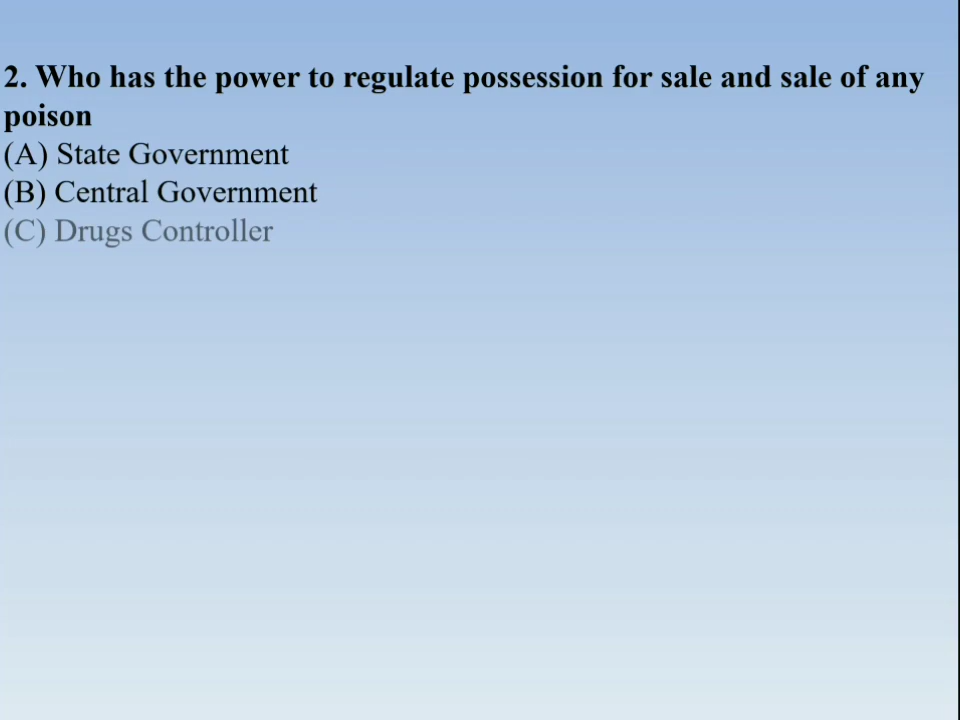 2. Who has the power to regulate possession for sale and sale of any
poison
(A) State Government
(B) Central Government
(C) Drugs Controller